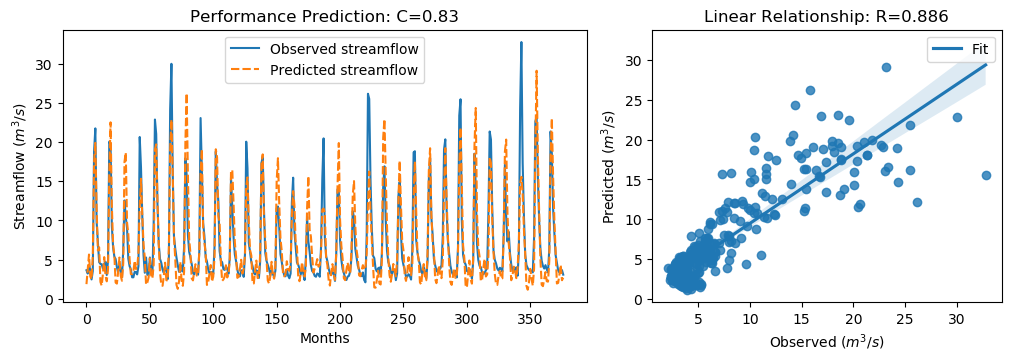 Performance Prediction: C=0.83
Observed streamflow
Predicted streamflow
Streamflow (m³/s)
30
25
20
15
10
5
0
0 50 100 150 200 250 300 350
Months
Linear Relationship: R=0.886
Fit
Predicted (m³/s)
30
25
20
15
10
5
0
5 10 15 20 25 30
Observed (m³/s)